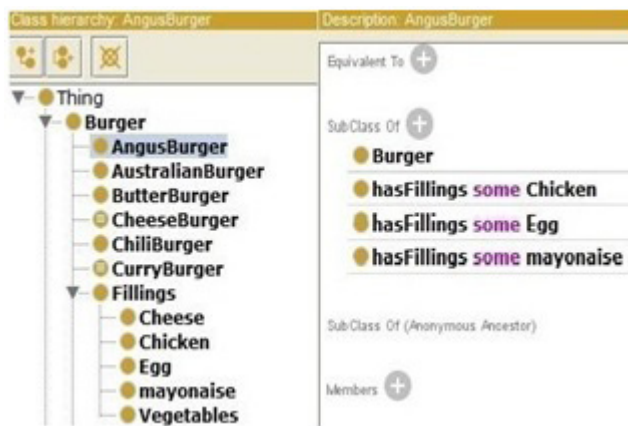 Class hierarchy: AngusBurger
Thing
Burger
AngusBurger
AustralianBurger
ButterBurger
CheeseBurger
ChiliBurger
CurryBurger
Fillings
Cheese
Chicken
Egg
mayonaise
Vegetables
Description: AngusBurger
Equivalent To
SubClass Of
Burger
hasFillings some Chicken
hasFillings some Egg
hasFillings some mayonaise
SubClass Of (Anonymous Ancestor)
Members